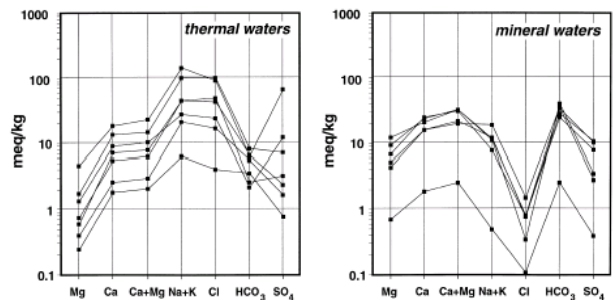 thermal waters
meq/kg
1000
100
10
1
0.1
Mg Ca Ca+Mg Na+K Cl HCO3 SO4
mineral waters
meq/kg
1000
100
10
1
0.1
Mg Ca Ca+Mg Na+K Cl HCO3 SO4